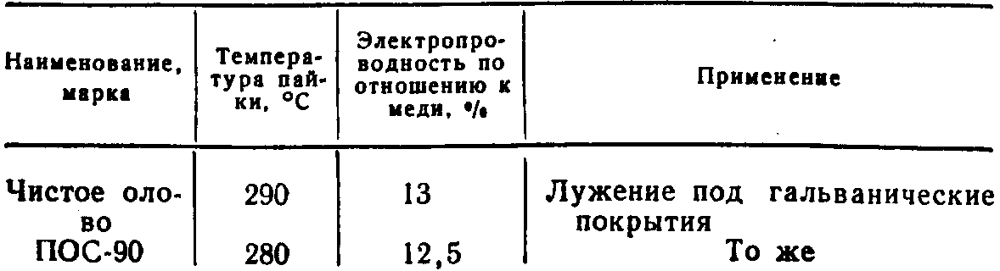 Наименование, марка
Температура пайки, °С
Электропроводность по отношению к меди, %
Применение
Чистое олово 290 13 Лужение под гальванические покрытия
ПОС-90 280 12,5 То же